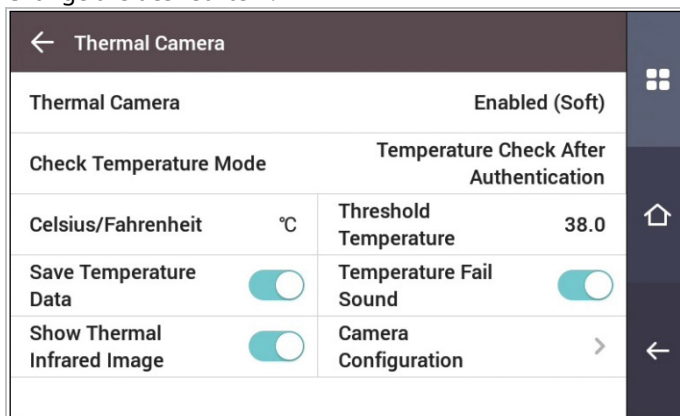 Thermal Camera
Thermal Camera Enabled (Soft)
Check Temperature Mode Temperature Check After
Authentication
Celsius/Fahrenheit °C Threshold
Temperature 38.0
Save Temperature
Data
Temperature Fail
Sound
Show Thermal
Infrared Image
Camera
Configuration